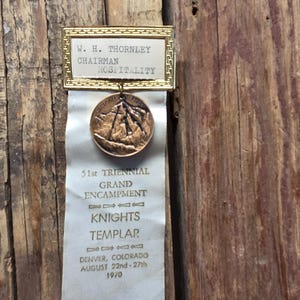 W. H. THORNLEY
CHAIRMAN
HOSPITALITY
51st TRIENNIAL
GRAND
ENCAMPMENT
KNIGHTS
TEMPLAR
DENVER, COLORADO
AUGUST 22nd-27th
1970